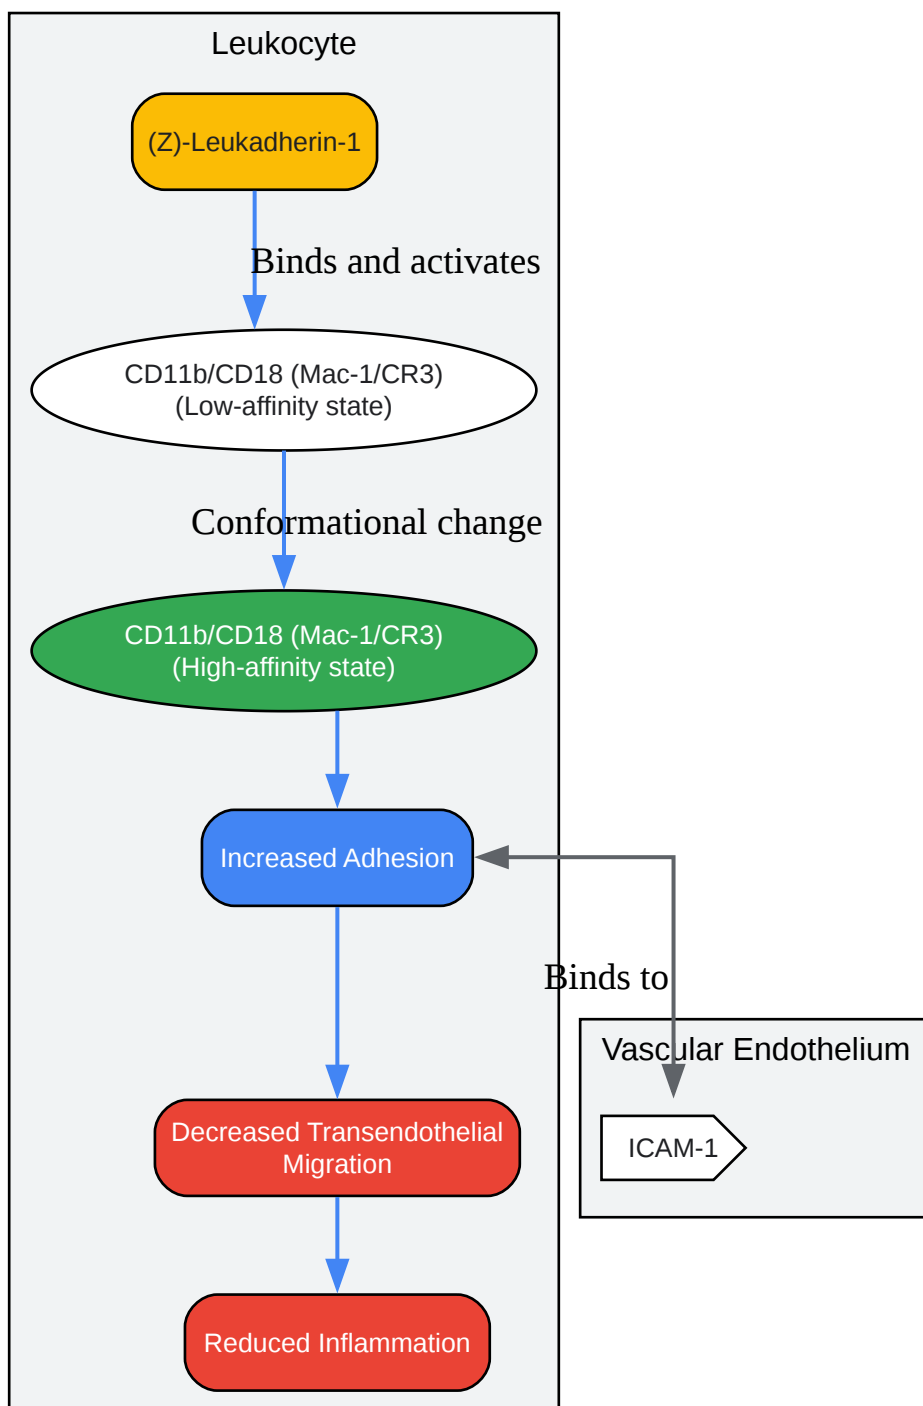 Leukocyte
(Z)-Leukadherin-1
Binds and activates
CD11b/CD18 (Mac-1/CR3)
(Low-affinity state)
Conformational change
CD11b/CD18 (Mac-1/CR3)
(High-affinity state)
Increased Adhesion
Binds to
Vascular Endothelium
ICAM-1
Decreased Transendothelial
Migration
Reduced Inflammation